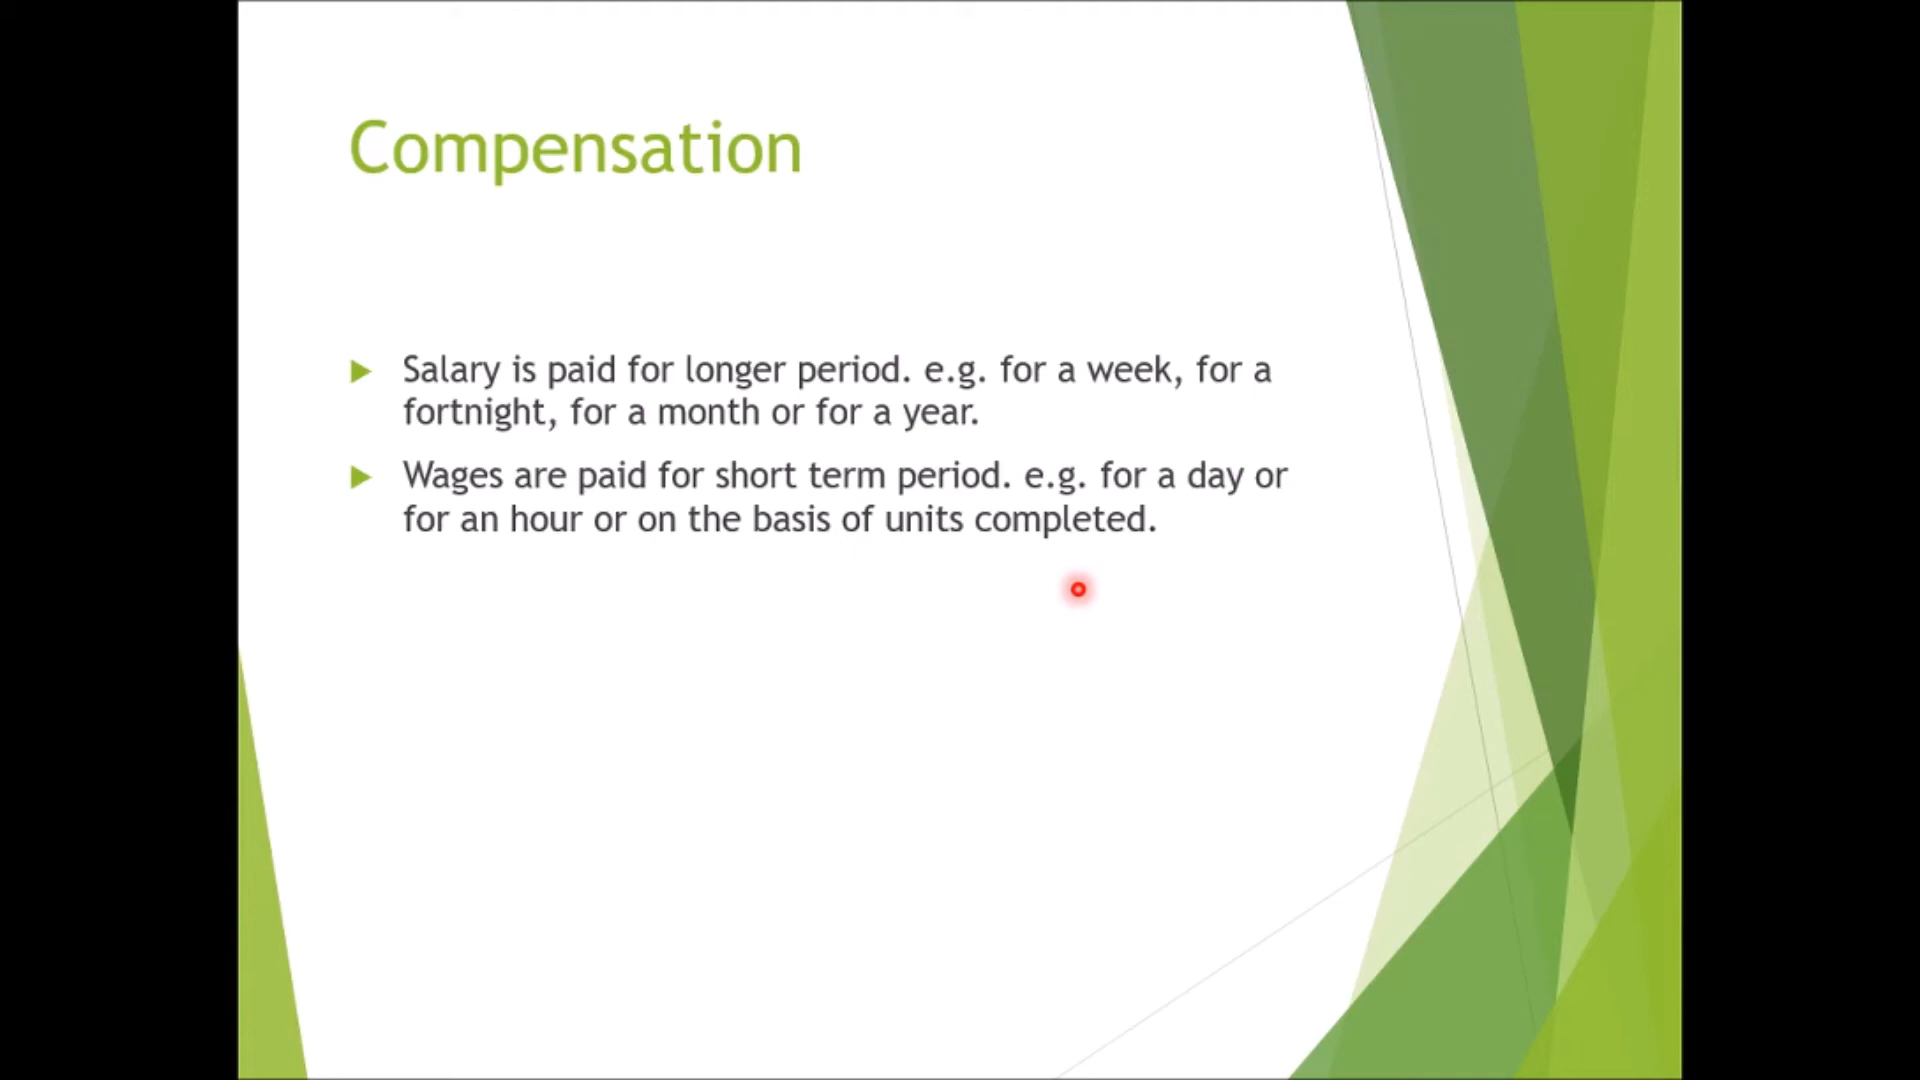 Compensation
Salary is paid for longer period. e.g. for a week, for a
fortnight, for a month or for a year.
Wages are paid for short term period. e.g. for a day or
for an hour or on the basis of units completed.